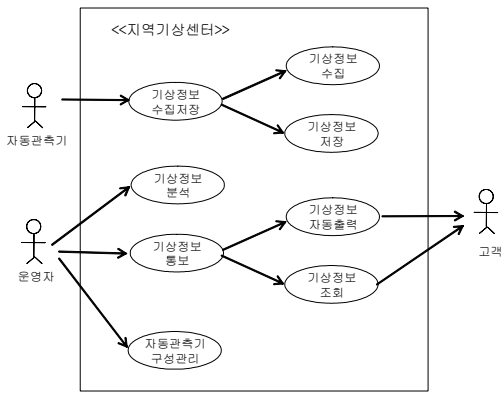 <<지역기상센터>>
기상정보
수집
기상정보
수집저장
자동관측기
기상정보
저장
기상정보
분석
기상정보
자동출력
기상정보
통보
운영자
고객
기상정보
조회
자동관측기
구성관리